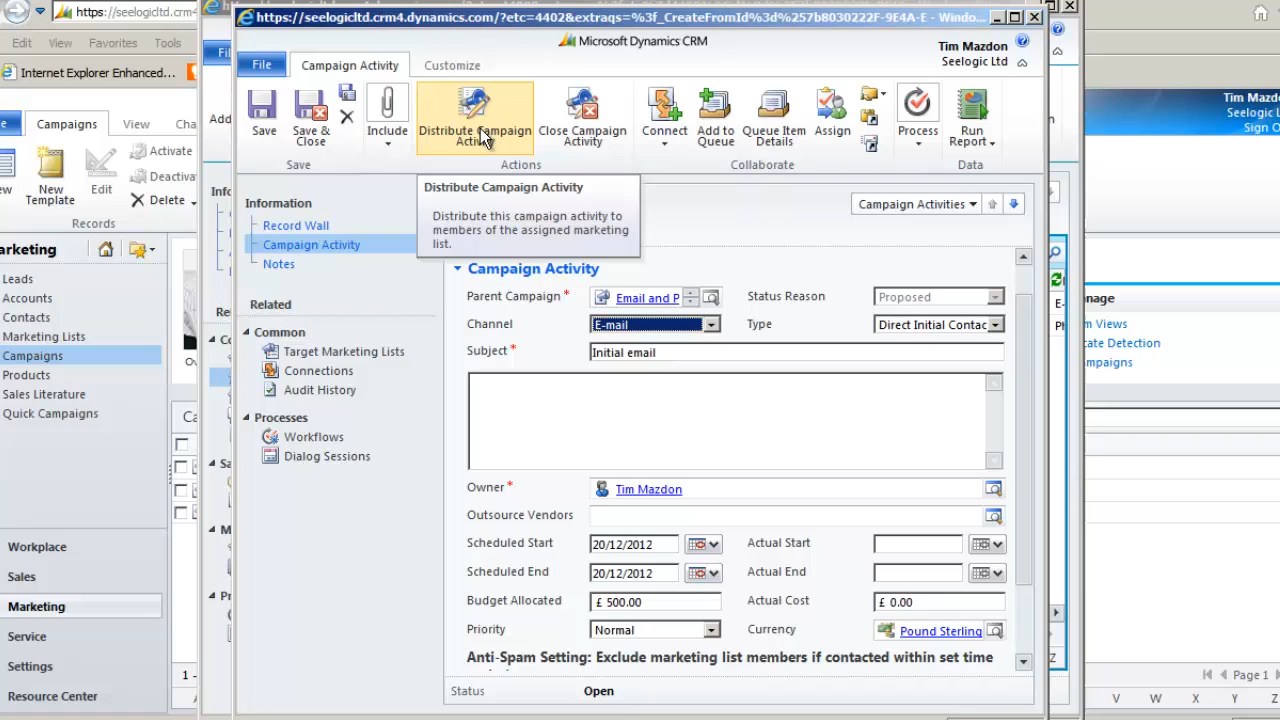 https://seelogicltd.crm4.dynamics.com/?etc=4402&extraqs=%3f_CreateFromId%3d%257b8030222F-9E4A-E - Windo...
https://seelogicltd.crm4
Edit View Favorites Tools
Internet Explorer Enhanced...
Microsoft Dynamics CRM
Tim Mazdon
Seelogic Ltd
File Campaign Activity Customize
Save
Save &
Close
Include
Distribute Campaign
Activity
Close Campaign
Activity
Connect
Add to
Queue
Queue Item
Details
Assign
Process
Run
Report
Save Actions Collaborate Data
Distribute Campaign Activity
Distribute this campaign activity to
members of the assigned marketing
list.
Information
Record Wall
Campaign Activity
Notes
Related
Common
Target Marketing Lists
Connections
Audit History
Processes
Workflows
Dialog Sessions
Campaign Activities
Campaign Activity
Parent Campaign * Email and P Status Reason Proposed
Channel E-mail Type Direct Initial Contac
Subject * Initial email
Owner * Tim Mazdon
Outsource Vendors
Scheduled Start 20/12/2012 Actual Start
Scheduled End 20/12/2012 Actual End
Budget Allocated £ 500.00 Actual Cost £ 0.00
Priority Normal Currency Pound Sterling
Anti-Spam Setting: Exclude marketing list members if contacted within set time
Status Open
Campaigns View Cha
New
Template
Edit
Activate
Deactiva
Delete
Records
arketing
Leads
Accounts
Contacts
Marketing Lists
Campaigns
Products
Sales Literature
Quick Campaigns
Workplace
Sales
Marketing
Service
Settings
Resource Center
Tim Mazd
Seelogic Lt
Sign O
nage
m Views
cate Detection
mpaigns
Page 1
V W X Y Z